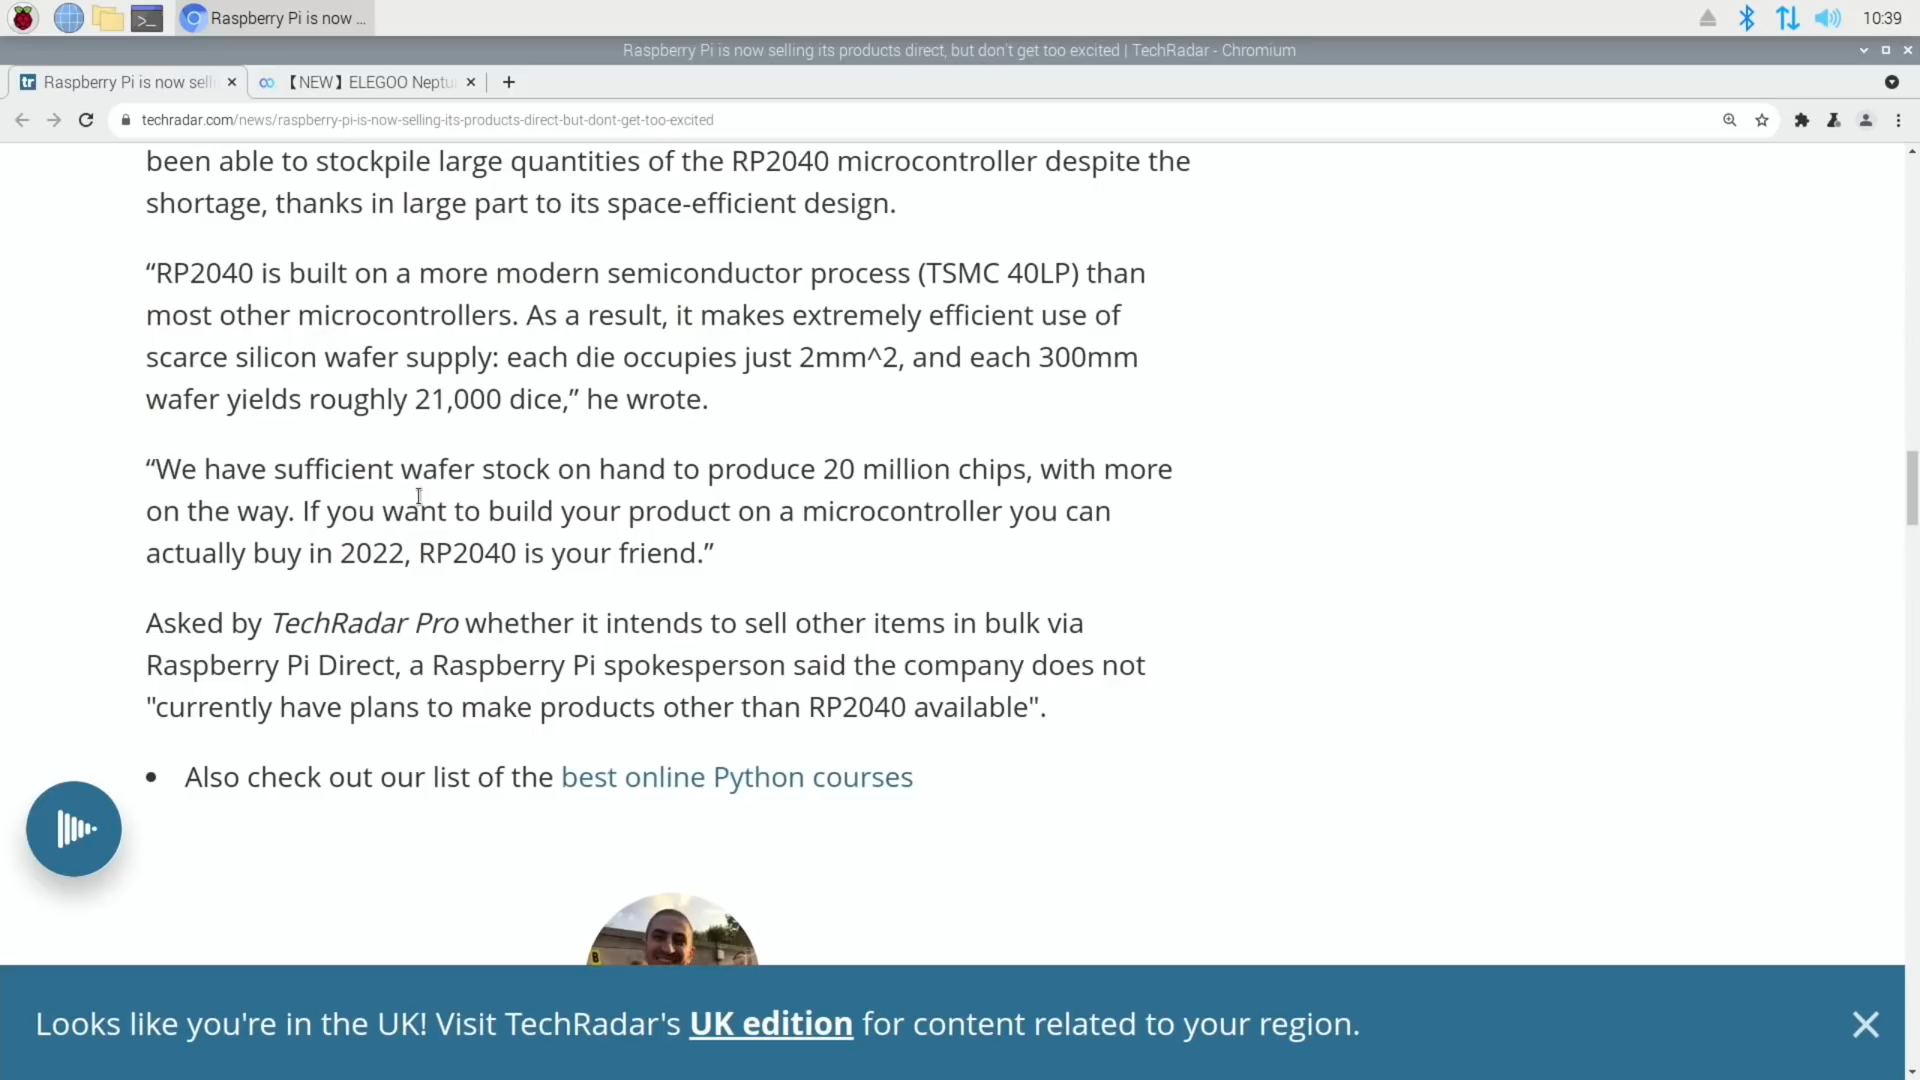 Raspberry Pi is now ...
10:39
Raspberry Pi is now selling its products direct, but don't get too excited | TechRadar - Chromium
tr Raspberry Pi is now sell
【NEW】ELEGOO Neptu
techradar.com/news/raspberry-pi-is-now-selling-its-products-direct-but-dont-get-too-excited
been able to stockpile large quantities of the RP2040 microcontroller despite the
shortage, thanks in large part to its space-efficient design.
“RP2040 is built on a more modern semiconductor process (TSMC 40LP) than
most other microcontrollers. As a result, it makes extremely efficient use of
scarce silicon wafer supply: each die occupies just 2mm^2, and each 300mm
wafer yields roughly 21,000 dice,” he wrote.
“We have sufficient wafer stock on hand to produce 20 million chips, with more
on the way. If you want to build your product on a microcontroller you can
actually buy in 2022, RP2040 is your friend.”
Asked by TechRadar Pro whether it intends to sell other items in bulk via
Raspberry Pi Direct, a Raspberry Pi spokesperson said the company does not
"currently have plans to make products other than RP2040 available".
• Also check out our list of the best online Python courses
B
Looks like you're in the UK! Visit TechRadar's UK edition for content related to your region.